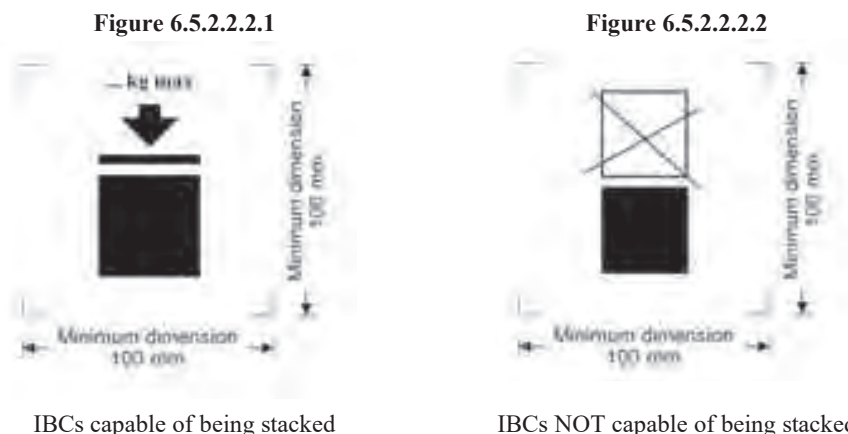 Figure 6.5.2.2.2.1
... kg max
Minimum dimension
100 mm
Minimum dimension
100 mm
IBCs capable of being stacked
Figure 6.5.2.2.2.2
Minimum dimension
100 mm
Minimum dimension
100 mm
IBCs NOT capable of being stacked